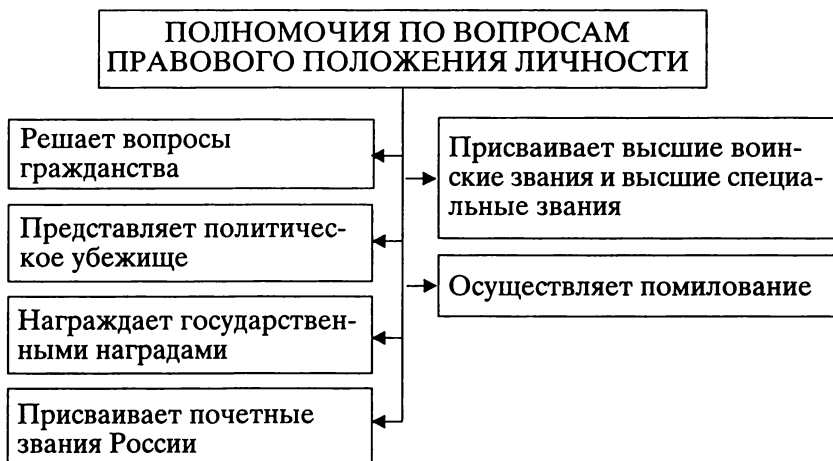 ПОЛНОМОЧИЯ ПО ВОПРОСАМ
ПРАВОВОГО ПОЛОЖЕНИЯ ЛИЧНОСТИ
Решает вопросы
гражданства
Представляет политичес-
кое убежище
Награждает государствен-
ными наградами
Присваивает почетные
звания России
Присваивает высшие воин-
ские звания и высшие специа-
льные звания
Осуществляет помилование